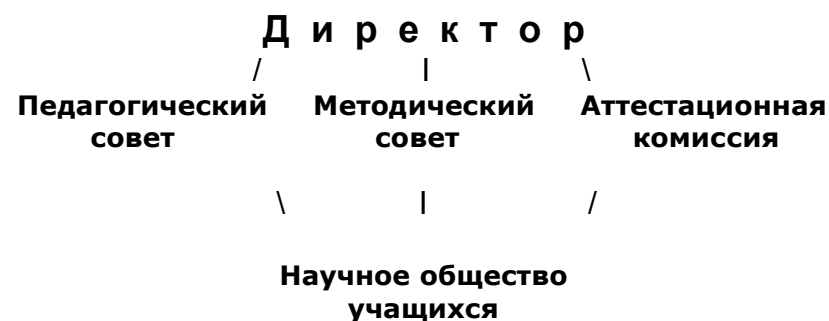 Д и р е к т о р
/ | \
Педагогический Методический Аттестационная
совет совет комиссия
\ | /
Научное общество
учащихся